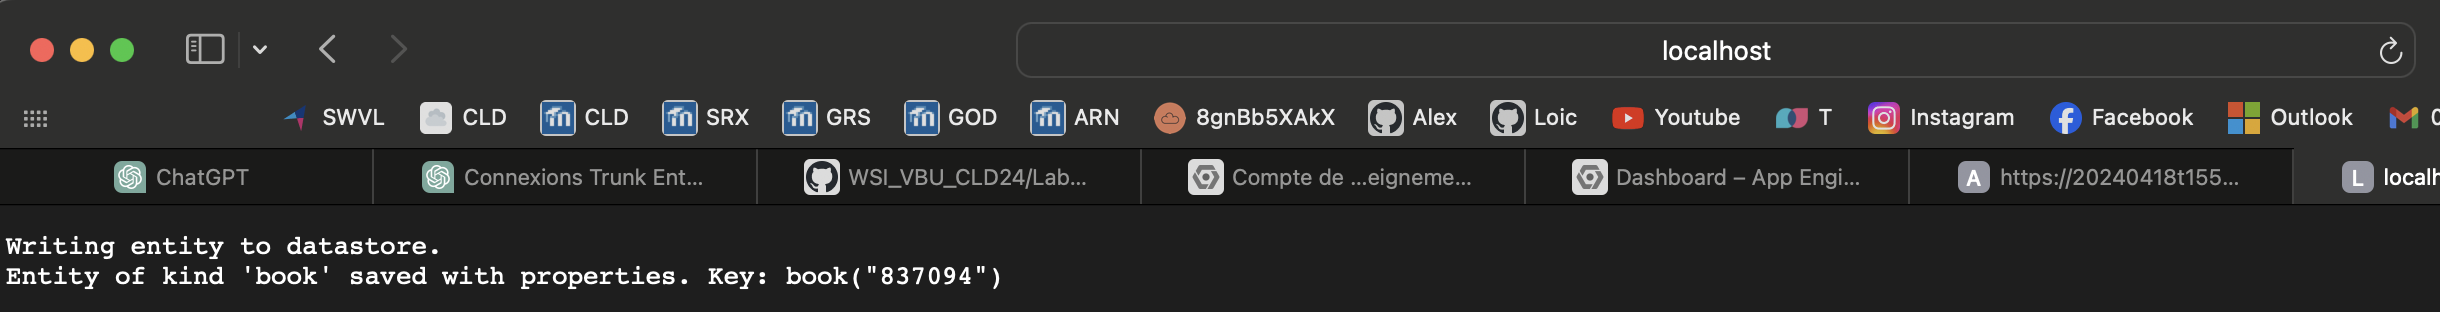 localhost
SWVL CLD CLD SRX GRS GOD ARN 8gnBb5XAkX Alex Loic Youtube T Instagram Facebook Outlook
ChatGPT Connexions Trunk Ent... WSI_VBU_CLD24/Lab... Compte de ...eigneme... Dashboard – App Engi... A https://20240418t155... L localh
Writing entity to datastore.
Entity of kind 'book' saved with properties. Key: book("837094")